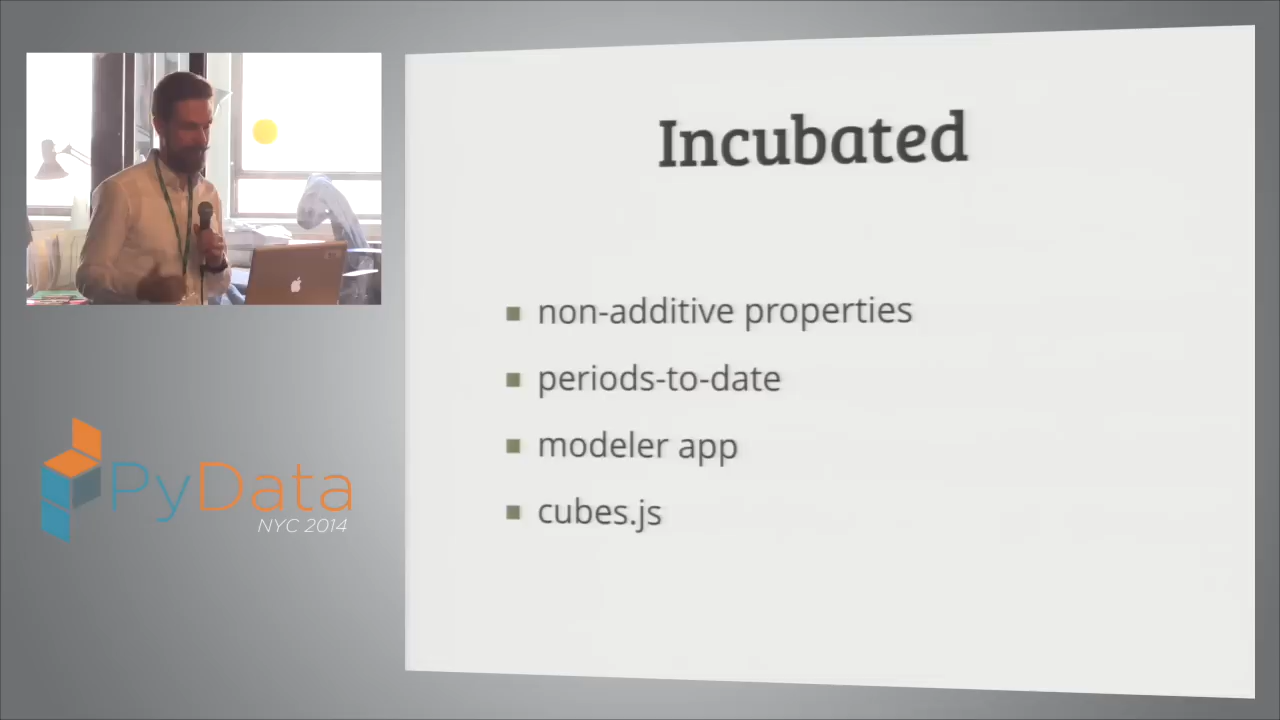 Incubated
non-additive properties
periods-to-date
modeler app
cubes.js
PyData
NYC 2014